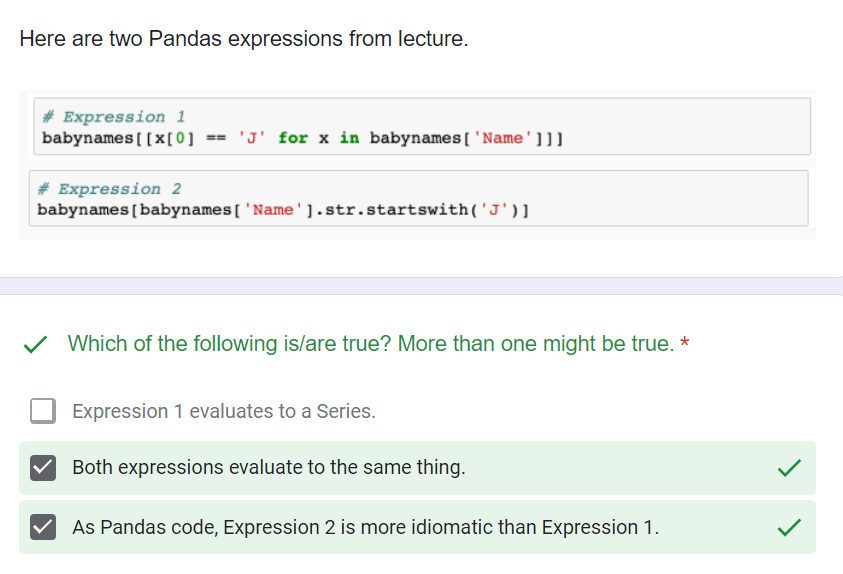 Here are two Pandas expressions from lecture.
# Expression 1
babynames[[x[0] == 'J' for x in babynames['Name']]]
# Expression 2
babynames[babynames['Name'].str.startswith('J')]
Which of the following is/are true? More than one might be true. *
Expression 1 evaluates to a Series.
Both expressions evaluate to the same thing.
As Pandas code, Expression 2 is more idiomatic than Expression 1.